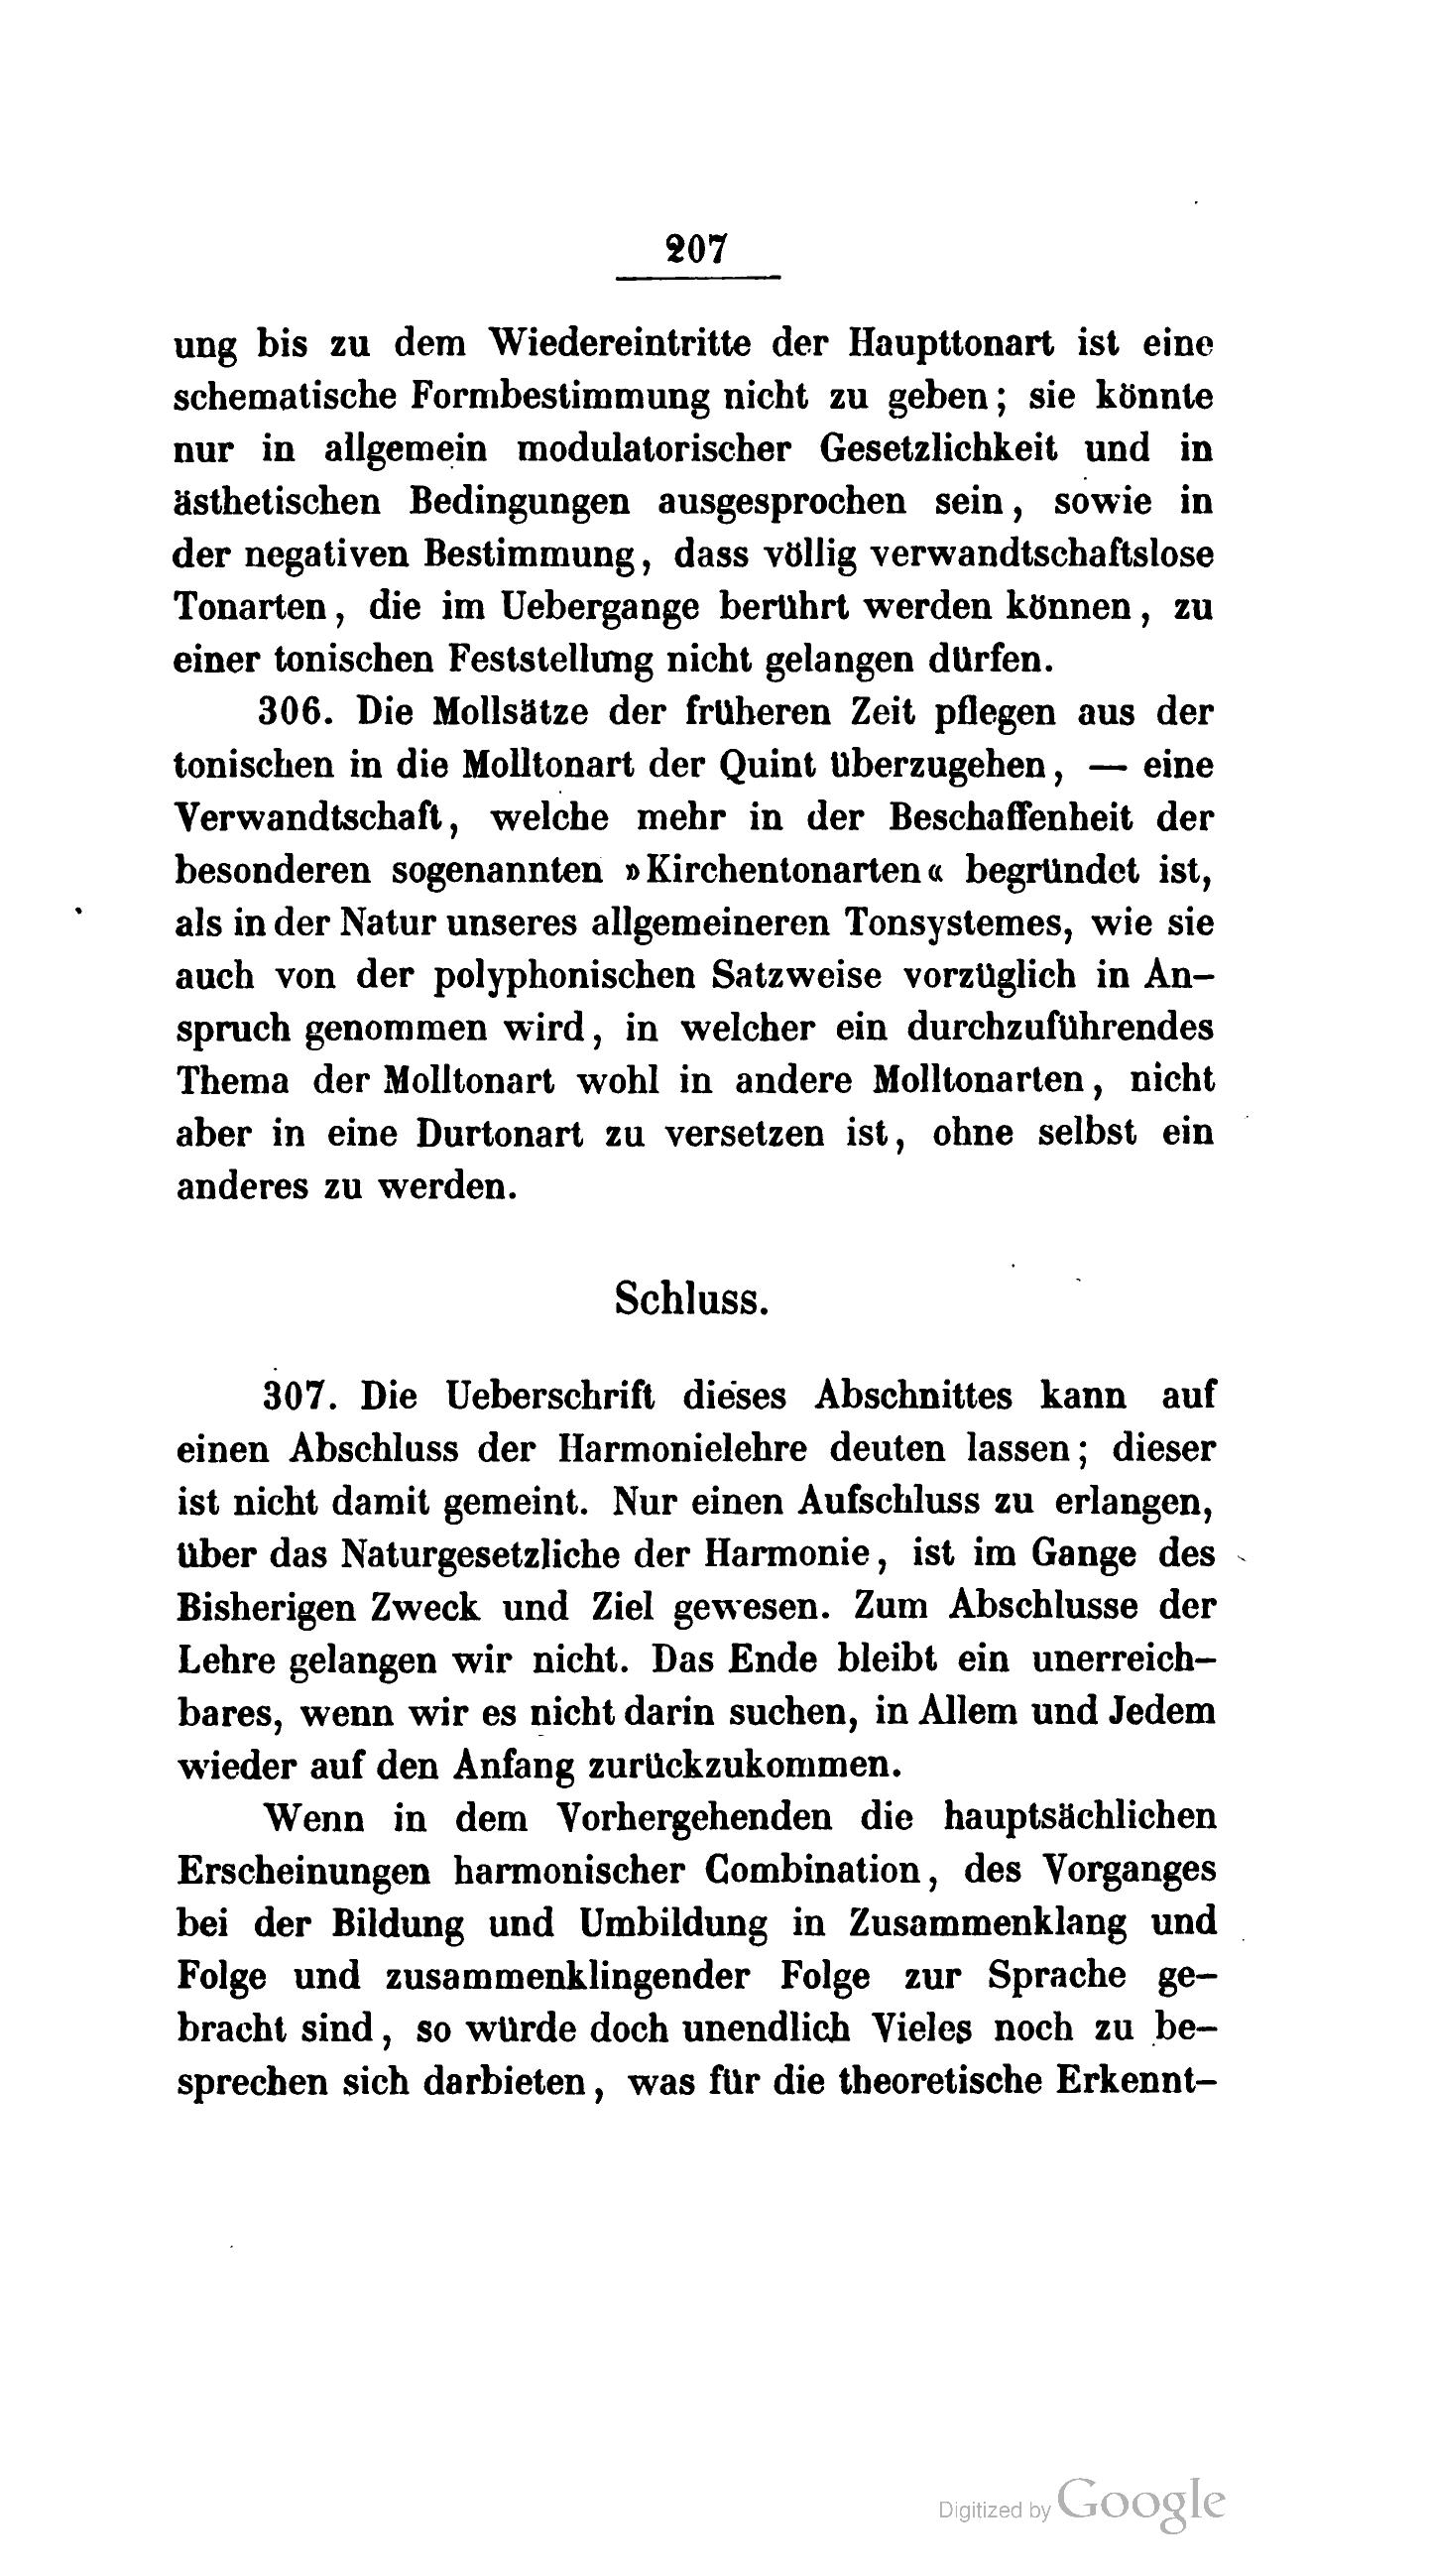 207
ung bis zu dem Wiedereintritte der Haupttonart ist eine
schematische Formbestimmung nicht zu geben; sie könnte
nur in allgemein modulatorischer Gesetzlichkeit und in
ästhetischen Bedingungen ausgesprochen sein, sowie in
der negativen Bestimmung, dass völlig verwandtschaftslose
Tonarten, die im Uebergange berührt werden können, zu
einer tonischen Feststellung nicht gelangen dürfen.
306. Die Mollsätze der früheren Zeit pflegen aus der
tonischen in die Molltonart der Quint überzugehen, — eine
Verwandtschaft, welche mehr in der Beschaffenheit der
besonderen sogenannten »Kirchentonarten« begründet ist,
als in der Natur unseres allgemeineren Tonsystemes, wie sie
auch von der polyphonischen Satzweise vorzüglich in An-
spruch genommen wird, in welcher ein durchzuführendes
Thema der Molltonart wohl in andere Molltonarten, nicht
aber in eine Durtonart zu versetzen ist, ohne selbst ein
anderes zu werden.
Schluss.
307. Die Ueberschrift dieses Abschnittes kann auf
einen Abschluss der Harmonielehre deuten lassen; dieser
ist nicht damit gemeint. Nur einen Aufschluss zu erlangen,
über das Naturgesetzliche der Harmonie, ist im Gange des
Bisherigen Zweck und Ziel gewesen. Zum Abschlusse der
Lehre gelangen wir nicht. Das Ende bleibt ein unerreich-
bares, wenn wir es nicht darin suchen, in Allem und Jedem
wieder auf den Anfang zurückzukommen.
Wenn in dem Vorhergehenden die hauptsächlichen
Erscheinungen harmonischer Combination, des Vorganges
bei der Bildung und Umbildung in Zusammenklang und
Folge und zusammenklingender Folge zur Sprache ge-
bracht sind, so würde doch unendlich Vieles noch zu be-
sprechen sich darbieten, was für die theoretische Erkennt-
Digitized by Google